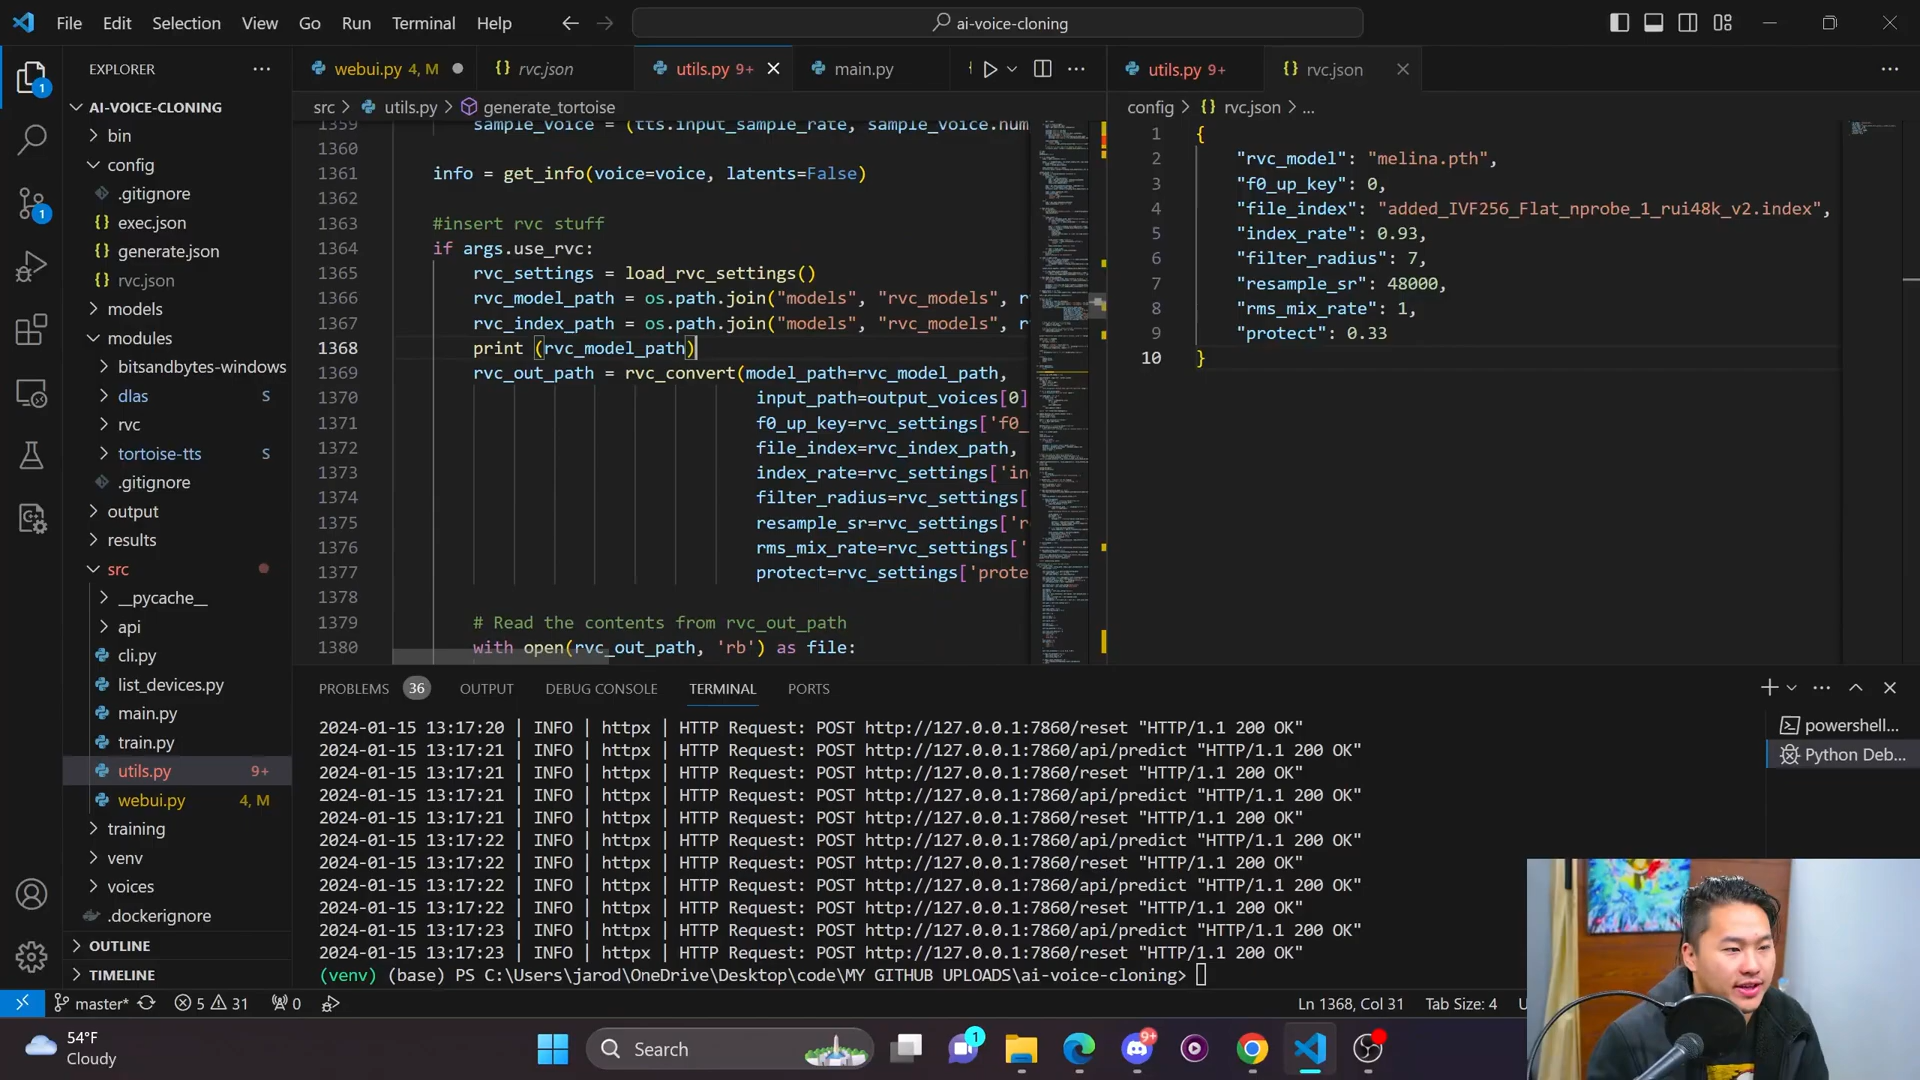 File Edit Selection View Go Run Terminal Help
ai-voice-cloning
EXPLORER
AI-VOICE-CLONING
bin
config
.gitignore
exec.json
generate.json
rvc.json
models
modules
bitsandbytes-windows
dlas S
rvc
tortoise-tts S
.gitignore
output
results
src
__pycache__
api
cli.py
list_devices.py
main.py
train.py
utils.py 9+
webui.py 4, M
training
venv
voices
.dockerignore
OUTLINE
TIMELINE
1
1
webui.py 4, M
rvc.json
utils.py 9+
main.py
src > utils.py > generate_tortoise
1359 sample_voice = (tts.input_sample_rate, sample_voice.num
1360
1361 info = get_info(voice=voice, latents=False)
1362
1363 #insert rvc stuff
1364 if args.use_rvc:
1365 rvc_settings = load_rvc_settings()
1366 rvc_model_path = os.path.join("models", "rvc_models", r
1367 rvc_index_path = os.path.join("models", "rvc_models", r
1368 print (rvc_model_path)
1369 rvc_out_path = rvc_convert(model_path=rvc_model_path,
1370 input_path=output_voices[0]
1371 f0_up_key=rvc_settings['f0_
1372 file_index=rvc_index_path,
1373 index_rate=rvc_settings['in
1374 filter_radius=rvc_settings[
1375 resample_sr=rvc_settings['r
1376 rms_mix_rate=rvc_settings['
1377 protect=rvc_settings['prote
1378
1379 # Read the contents from rvc_out_path
1380 with open(rvc_out_path, 'rb') as file:
utils.py 9+
rvc.json
config > {} rvc.json > ...
1 {
2 "rvc_model": "melina.pth",
3 "f0_up_key": 0,
4 "file_index": "added_IVF256_Flat_nprobe_1_rui48k_v2.index",
5 "index_rate": 0.93,
6 "filter_radius": 7,
7 "resample_sr": 48000,
8 "rms_mix_rate": 1,
9 "protect": 0.33
10 }
PROBLEMS 36 OUTPUT DEBUG CONSOLE TERMINAL PORTS
2024-01-15 13:17:20 | INFO | httpx | HTTP Request: POST http://127.0.0.1:7860/reset "HTTP/1.1 200 OK"
2024-01-15 13:17:21 | INFO | httpx | HTTP Request: POST http://127.0.0.1:7860/api/predict "HTTP/1.1 200 OK"
2024-01-15 13:17:21 | INFO | httpx | HTTP Request: POST http://127.0.0.1:7860/reset "HTTP/1.1 200 OK"
2024-01-15 13:17:21 | INFO | httpx | HTTP Request: POST http://127.0.0.1:7860/api/predict "HTTP/1.1 200 OK"
2024-01-15 13:17:21 | INFO | httpx | HTTP Request: POST http://127.0.0.1:7860/reset "HTTP/1.1 200 OK"
2024-01-15 13:17:22 | INFO | httpx | HTTP Request: POST http://127.0.0.1:7860/api/predict "HTTP/1.1 200 OK"
2024-01-15 13:17:22 | INFO | httpx | HTTP Request: POST http://127.0.0.1:7860/reset "HTTP/1.1 200 OK"
2024-01-15 13:17:22 | INFO | httpx | HTTP Request: POST http://127.0.0.1:7860/api/predict "HTTP/1.1 200 OK"
2024-01-15 13:17:22 | INFO | httpx | HTTP Request: POST http://127.0.0.1:7860/reset "HTTP/1.1 200 OK"
2024-01-15 13:17:23 | INFO | httpx | HTTP Request: POST http://127.0.0.1:7860/api/predict "HTTP/1.1 200 OK"
2024-01-15 13:17:23 | INFO | httpx | HTTP Request: POST http://127.0.0.1:7860/reset "HTTP/1.1 200 OK"
(venv) (base) PS C:\Users\jarod\OneDrive\Desktop\code\MY GITHUB UPLOADS\ai-voice-cloning>
powershell...
Python Deb...
master* 5 31 0
Ln 1368, Col 31 Tab Size: 4 U
54°F
Cloudy
Search
1
9+